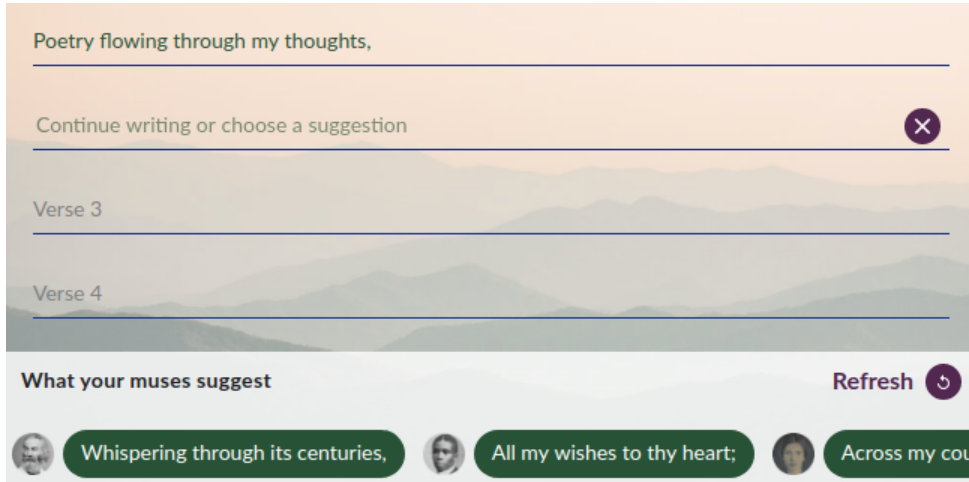 Poetry flowing through my thoughts,
Continue writing or choose a suggestion
Verse 3
Verse 4
What your muses suggest
Refresh
Whispering through its centuries,
All my wishes to thy heart;
Across my